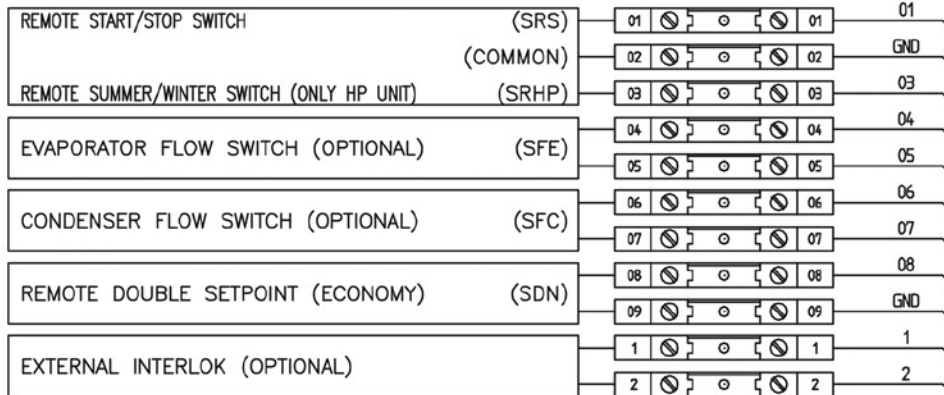 REMOTE START/STOP SWITCH (SRS) 01 01 01
(COMMON) 02 02 GND
REMOTE SUMMER/WINTER SWITCH (ONLY HP UNIT) (SRHP) 03 03 03
04 04 04
EVAPORATOR FLOW SWITCH (OPTIONAL) (SFE)
05 05 05
06 06 06
CONDENSER FLOW SWITCH (OPTIONAL) (SFC)
07 07 07
08 08 08
REMOTE DOUBLE SETPOINT (ECONOMY) (SDN)
09 09 GND
1 1 1
EXTERNAL INTERLOK (OPTIONAL)
2 2 2